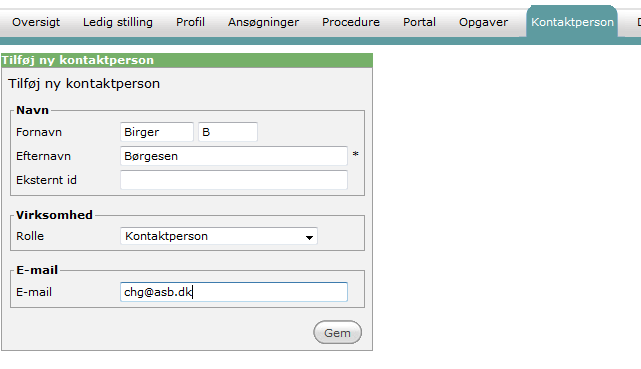 Oversigt Ledig stilling Profil Ansøgninger Procedure Portal Opgaver Kontaktperson
Tilføj ny kontaktperson
Tilføj ny kontaktperson
Navn
Fornavn Birger B
Efternavn Børgesen *
Eksternt id
Virksomhed
Rolle Kontaktperson
E-mail
E-mail chg@asb.dk
Gem